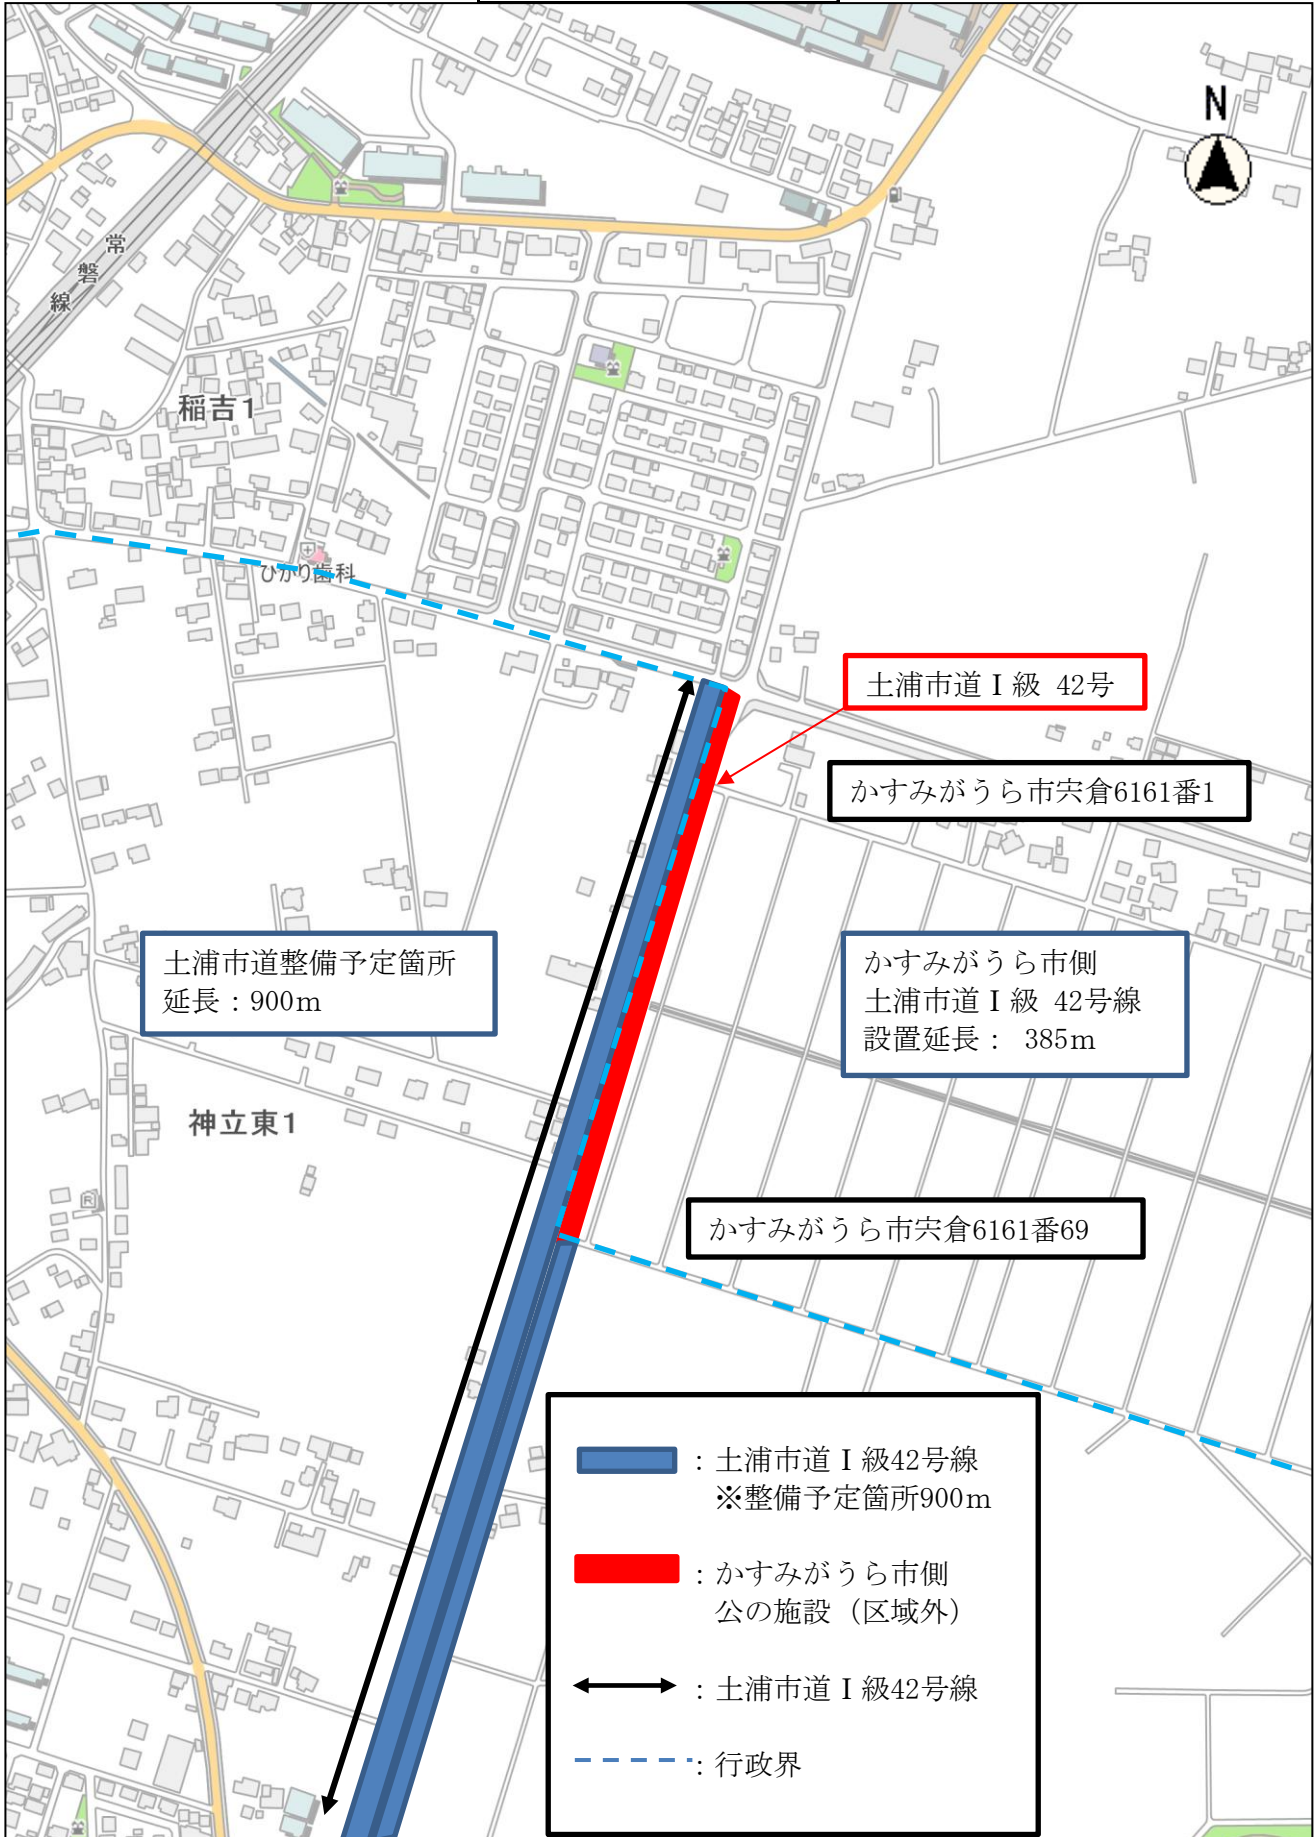 N
常磐線
稲吉1
ひかり歯科
土浦市道Ⅰ級 42号
かすみがうら市宍倉6161番1
土浦市道整備予定箇所
延長：900m
かすみがうら市側
土浦市道Ⅰ級 42号線
設置延長： 385m
神立東1
R
かすみがうら市宍倉6161番69
：土浦市道Ⅰ級42号線
※整備予定箇所900m
：かすみがうら市側
公の施設（区域外）
：土浦市道Ⅰ級42号線
：行政界